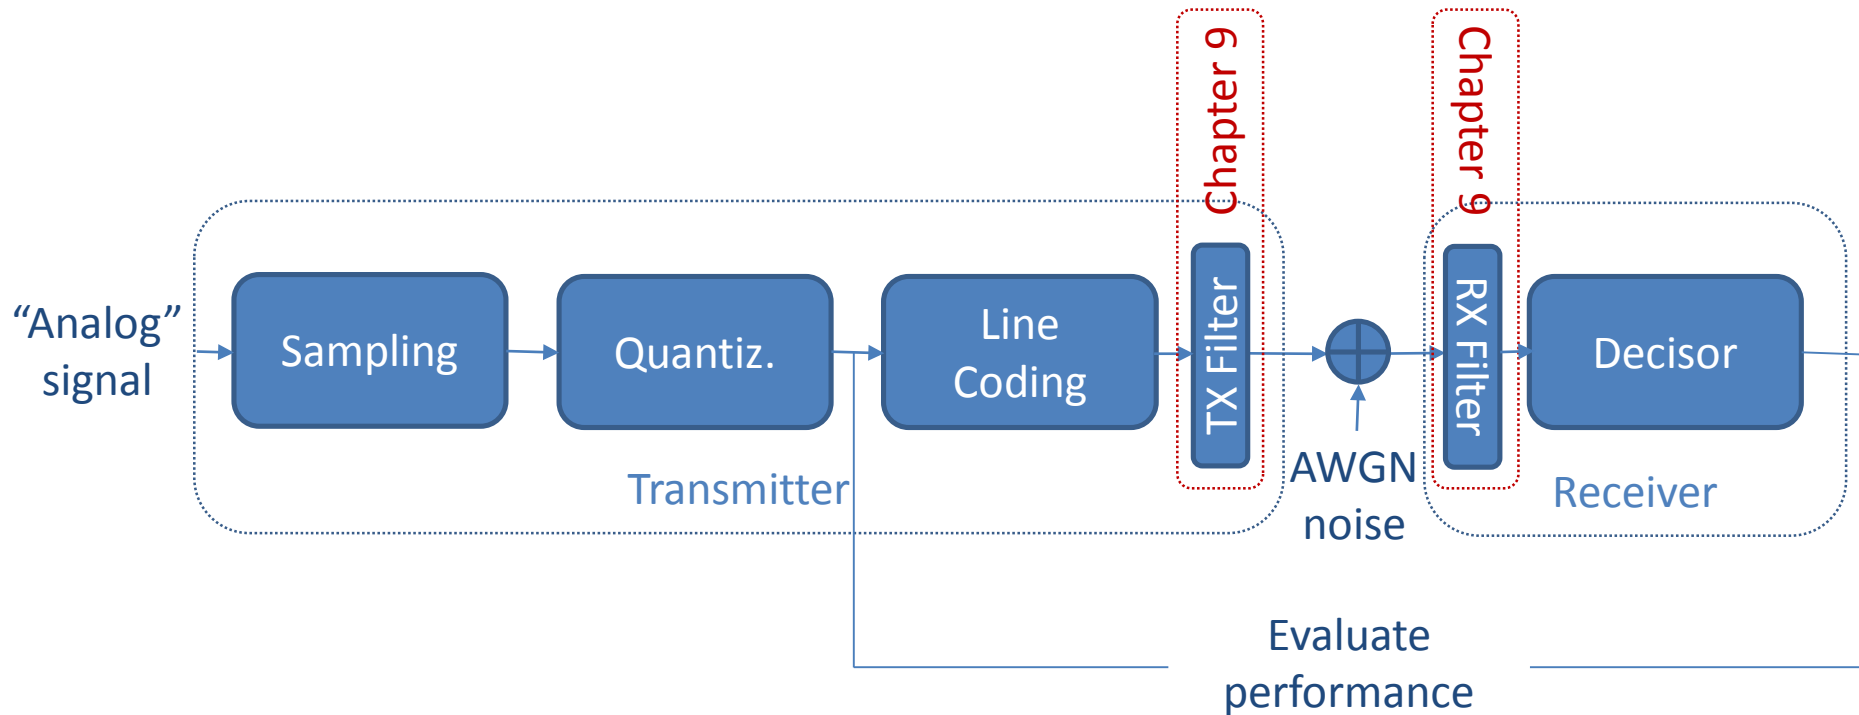 Chapter 9
Chapter 9
“Analog”
signal
Sampling
Quantiz.
Line
Coding
TX Filter
RX Filter
Decisor
Transmitter
AWGN
noise
Receiver
Evaluate
performance